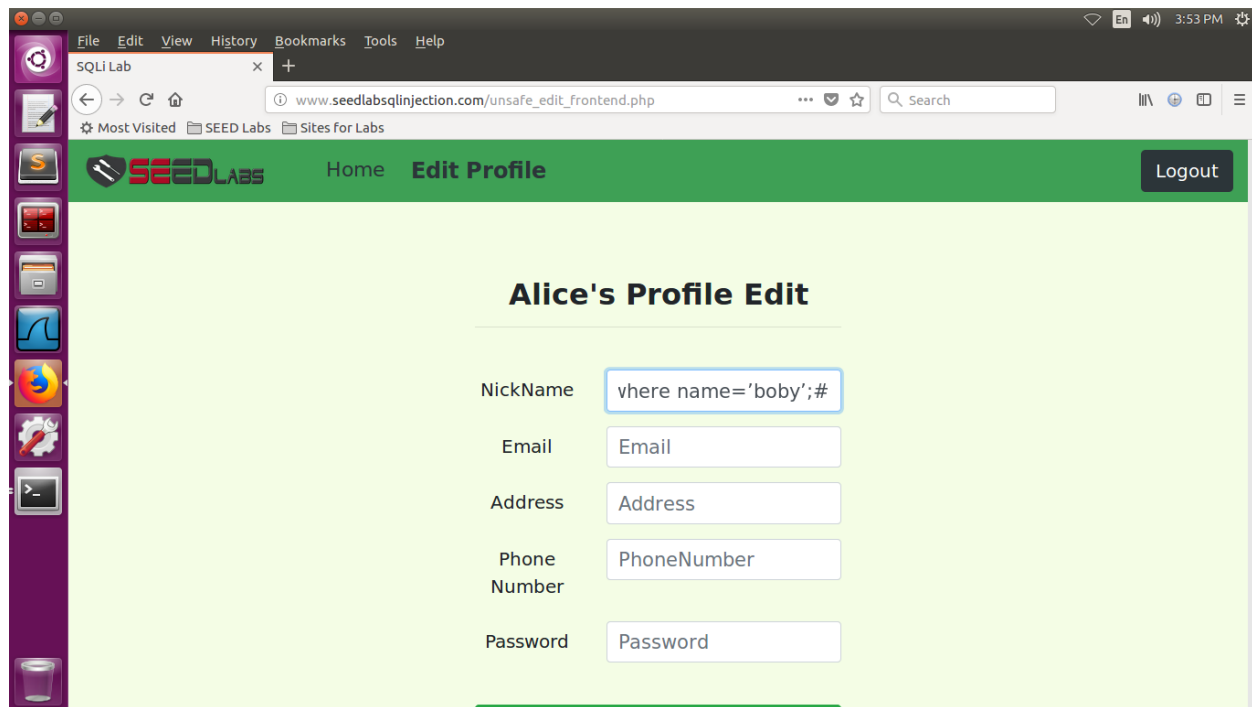 En 3:53 PM
File Edit View History Bookmarks Tools Help
SQLi Lab
www.seedlabsqlinjection.com/unsafe_edit_frontend.php Search
Most Visited SEED Labs Sites for Labs
SEEDLABS Home Edit Profile Logout
Alice's Profile Edit
NickName where name=’boby’;#
Email Email
Address Address
Phone PhoneNumber
Number
Password Password